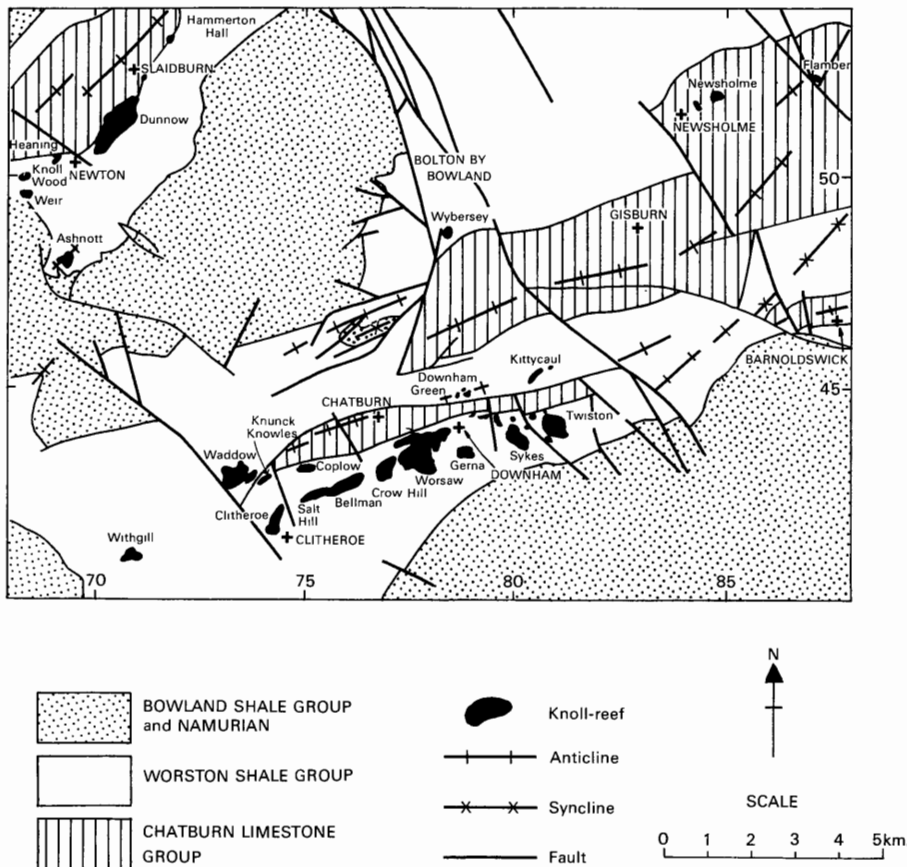 Hammerton
Hall
SLAIDBURN
Dunnow
Heaning
Knoll
Wood
NEWTON
Weir
Ashnott
BOLTON BY
BOWLAND
Wybersey
Flamber
Newsholme
NEWSHOLME
50
GISBURN
BARNOLDSWICK
45
Kittycaul
Downham
Green
CHATBURN
Knunck
Knowles
Twiston
Waddow
Coplow
Sykes
Gerna
Worsaw
DOWNHAM
Crow Hill
Bellman
Salt
Hill
Clitheroe
CLITHEROE
Withgill
70
75
80
85
BOWLAND SHALE GROUP
and NAMURIAN
WORSTON SHALE GROUP
CHATBURN LIMESTONE
GROUP
Knoll-reef
Anticline
Syncline
Fault
N
SCALE
0 1 2 3 4 5km